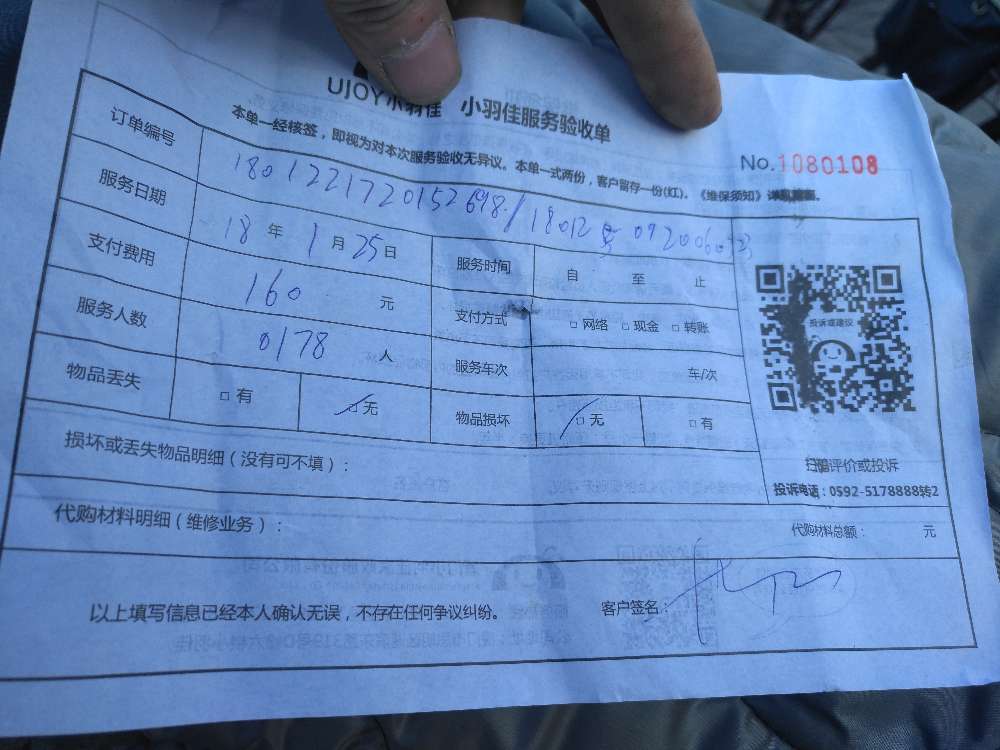 UJOY小羽佳 小羽佳服务验收单
本单一经核签，即视为对本次服务验收无异议。本单一式两份，客户留存一份(红)。《维保须知》详见背面。
No.1080108
订单编号 1801221720152698./18012
服务日期 18 年 1 月 25 日 服务时间 自 至 止
支付费用 160 元 支付方式 □ 网络 □ 现金 □ 转账
服务人数 0178 人 服务车次 车/次
物品丢失 □ 有 □ 无 物品损坏 □ 无 □ 有
投诉或建议
扫码评价或投诉
投诉电话：0592-5178888转2
损坏或丢失物品明细（没有可不填）：
代购材料明细（维修业务）： 代购材料总额： 元
以上填写信息已经本人确认无误，不存在任何争议纠纷。 客户签名：